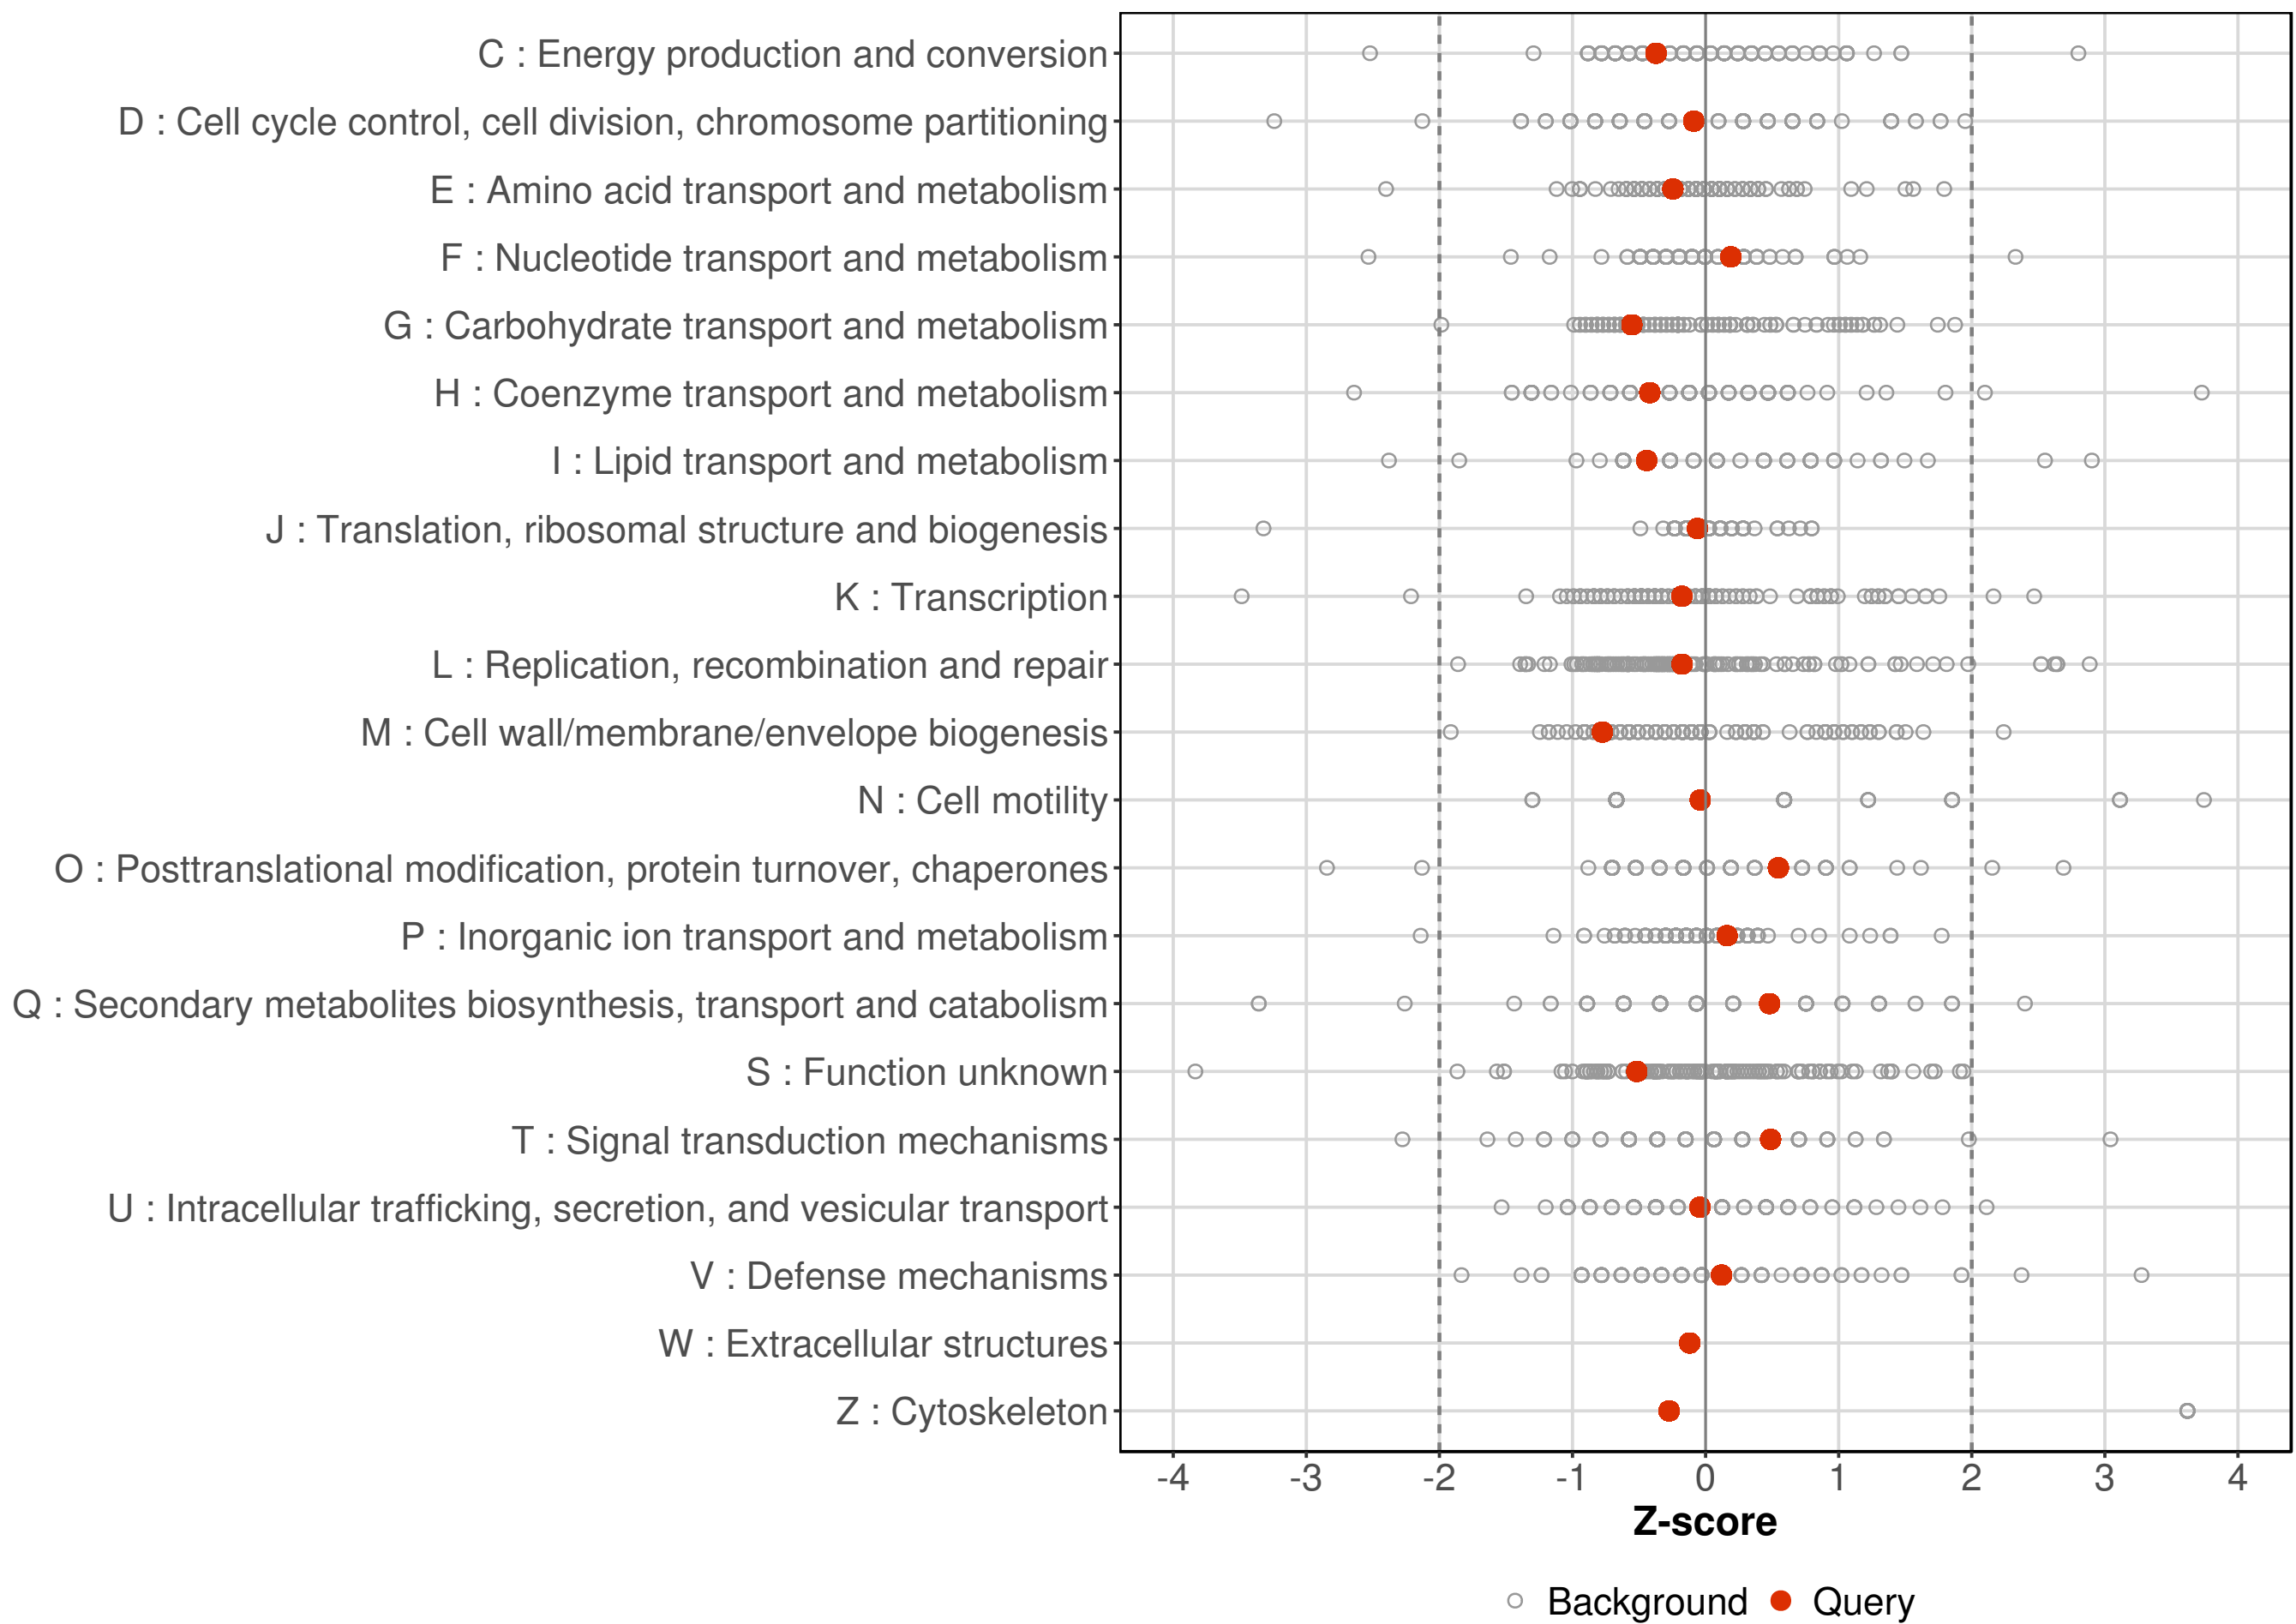 C : Energy production and conversion
D : Cell cycle control, cell division, chromosome partitioning
E : Amino acid transport and metabolism
F : Nucleotide transport and metabolism
G : Carbohydrate transport and metabolism
H : Coenzyme transport and metabolism
I : Lipid transport and metabolism
J : Translation, ribosomal structure and biogenesis
K : Transcription
L : Replication, recombination and repair
M : Cell wall/membrane/envelope biogenesis
N : Cell motility
O : Posttranslational modification, protein turnover, chaperones
P : Inorganic ion transport and metabolism
Q : Secondary metabolites biosynthesis, transport and catabolism
S : Function unknown
T : Signal transduction mechanisms
U : Intracellular trafficking, secretion, and vesicular transport
V : Defense mechanisms
W : Extracellular structures
Z : Cytoskeleton
-4 -3 -2 -1 0 1 2 3 4
Z-score
Background Query